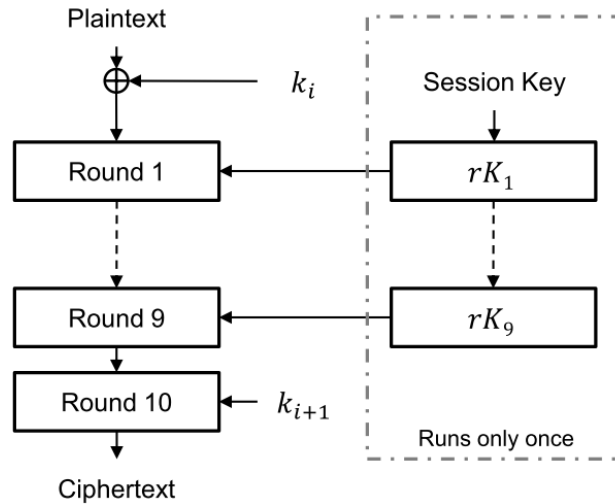 Plaintext
k_i
Session Key
Round 1
rK_1
Round 9
rK_9
Round 10
k_{i+1}
Runs only once
Ciphertext